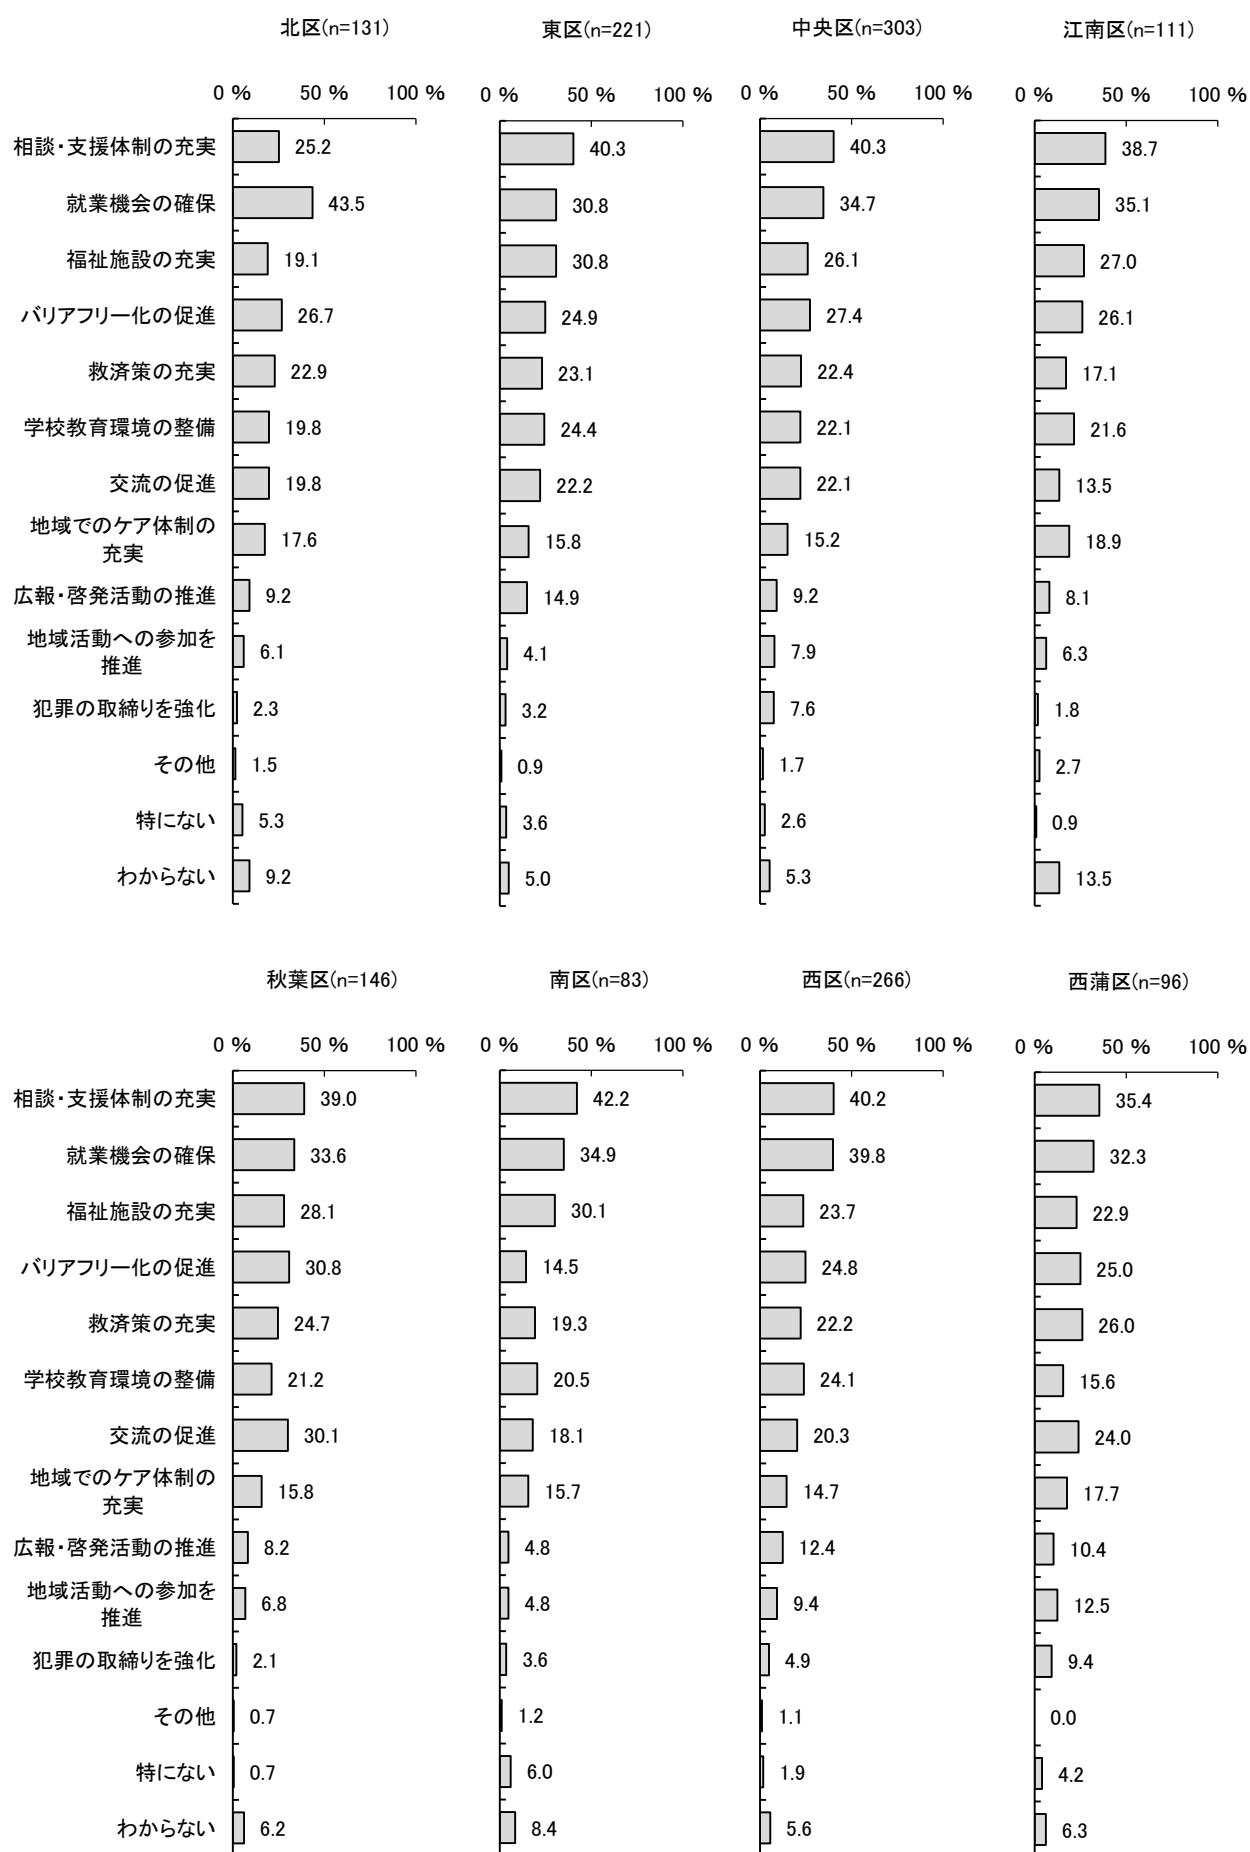 北区(n=131) 東区(n=221) 中央区(n=303) 江南区(n=111)
0 % 50 % 100 % 0 % 50 % 100 % 0 % 50 % 100 % 0 % 50 % 100 %
相談・支援体制の充実 25.2 40.3 40.3 38.7
就業機会の確保 43.5 30.8 34.7 35.1
福祉施設の充実 19.1 30.8 26.1 27.0
バリアフリー化の促進 26.7 24.9 27.4 26.1
救済策の充実 22.9 23.1 22.4 17.1
学校教育環境の整備 19.8 24.4 22.1 21.6
交流の促進 19.8 22.2 22.1 13.5
地域でのケア体制の
充実 17.6 15.8 15.2 18.9
広報・啓発活動の推進 9.2 14.9 9.2 8.1
地域活動への参加を
推進 6.1 4.1 7.9 6.3
犯罪の取締りを強化 2.3 3.2 7.6 1.8
その他 1.5 0.9 1.7 2.7
特にない 5.3 3.6 2.6 0.9
わからない 9.2 5.0 5.3 13.5
秋葉区(n=146) 南区(n=83) 西区(n=266) 西蒲区(n=96)
0 % 50 % 100 % 0 % 50 % 100 % 0 % 50 % 100 % 0 % 50 % 100 %
相談・支援体制の充実 39.0 42.2 40.2 35.4
就業機会の確保 33.6 34.9 39.8 32.3
福祉施設の充実 28.1 30.1 23.7 22.9
バリアフリー化の促進 30.8 14.5 24.8 25.0
救済策の充実 24.7 19.3 22.2 26.0
学校教育環境の整備 21.2 20.5 24.1 15.6
交流の促進 30.1 18.1 20.3 24.0
地域でのケア体制の
充実 15.8 15.7 14.7 17.7
広報・啓発活動の推進 8.2 4.8 12.4 10.4
地域活動への参加を
推進 6.8 4.8 9.4 12.5
犯罪の取締りを強化 2.1 3.6 4.9 9.4
その他 0.7 1.2 1.1 0.0
特にない 0.7 6.0 1.9 4.2
わからない 6.2 8.4 5.6 6.3